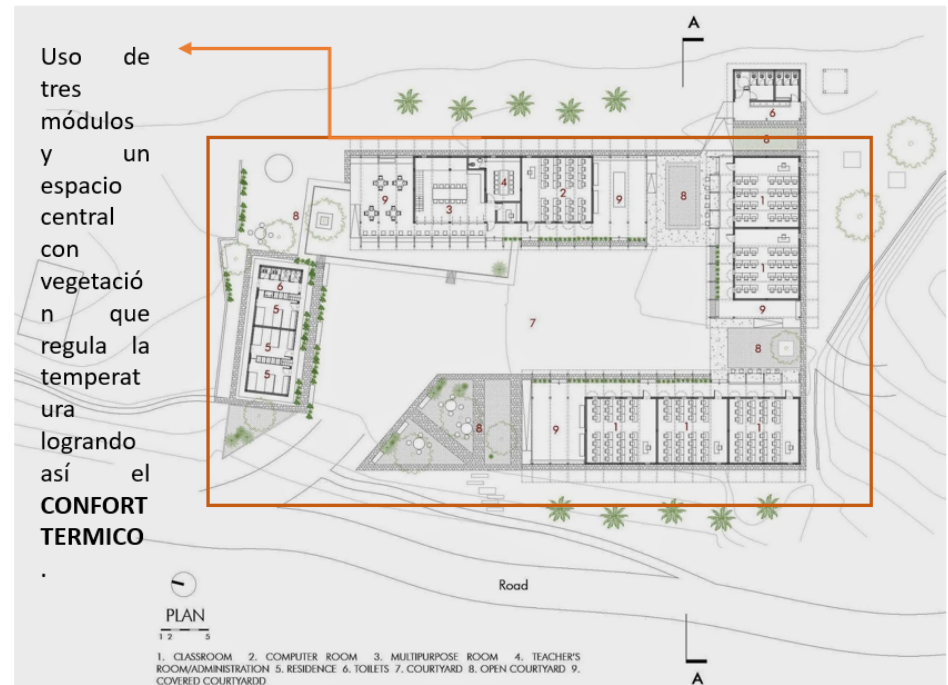 Uso de
tres
módulos
y un
espacio
central
con
vegetació
n que
regula la
temperat
ura
logrando
así el
CONFORT
TERMICO
.
A
6
8
9
3
4
2
9
8
1
1
9
8
8
6
5
5
5
7
8
9
1
1
1
Road
PLAN
1 2 5
1. CLASSROOM 2. COMPUTER ROOM 3. MULTIPURPOSE ROOM 4. TEACHER'S
ROOM/ADMINISTRATION 5. RESIDENCE 6. TOILETS 7. COURTYARD 8. OPEN COURTYARD 9.
COVERED COURTYARDD
A